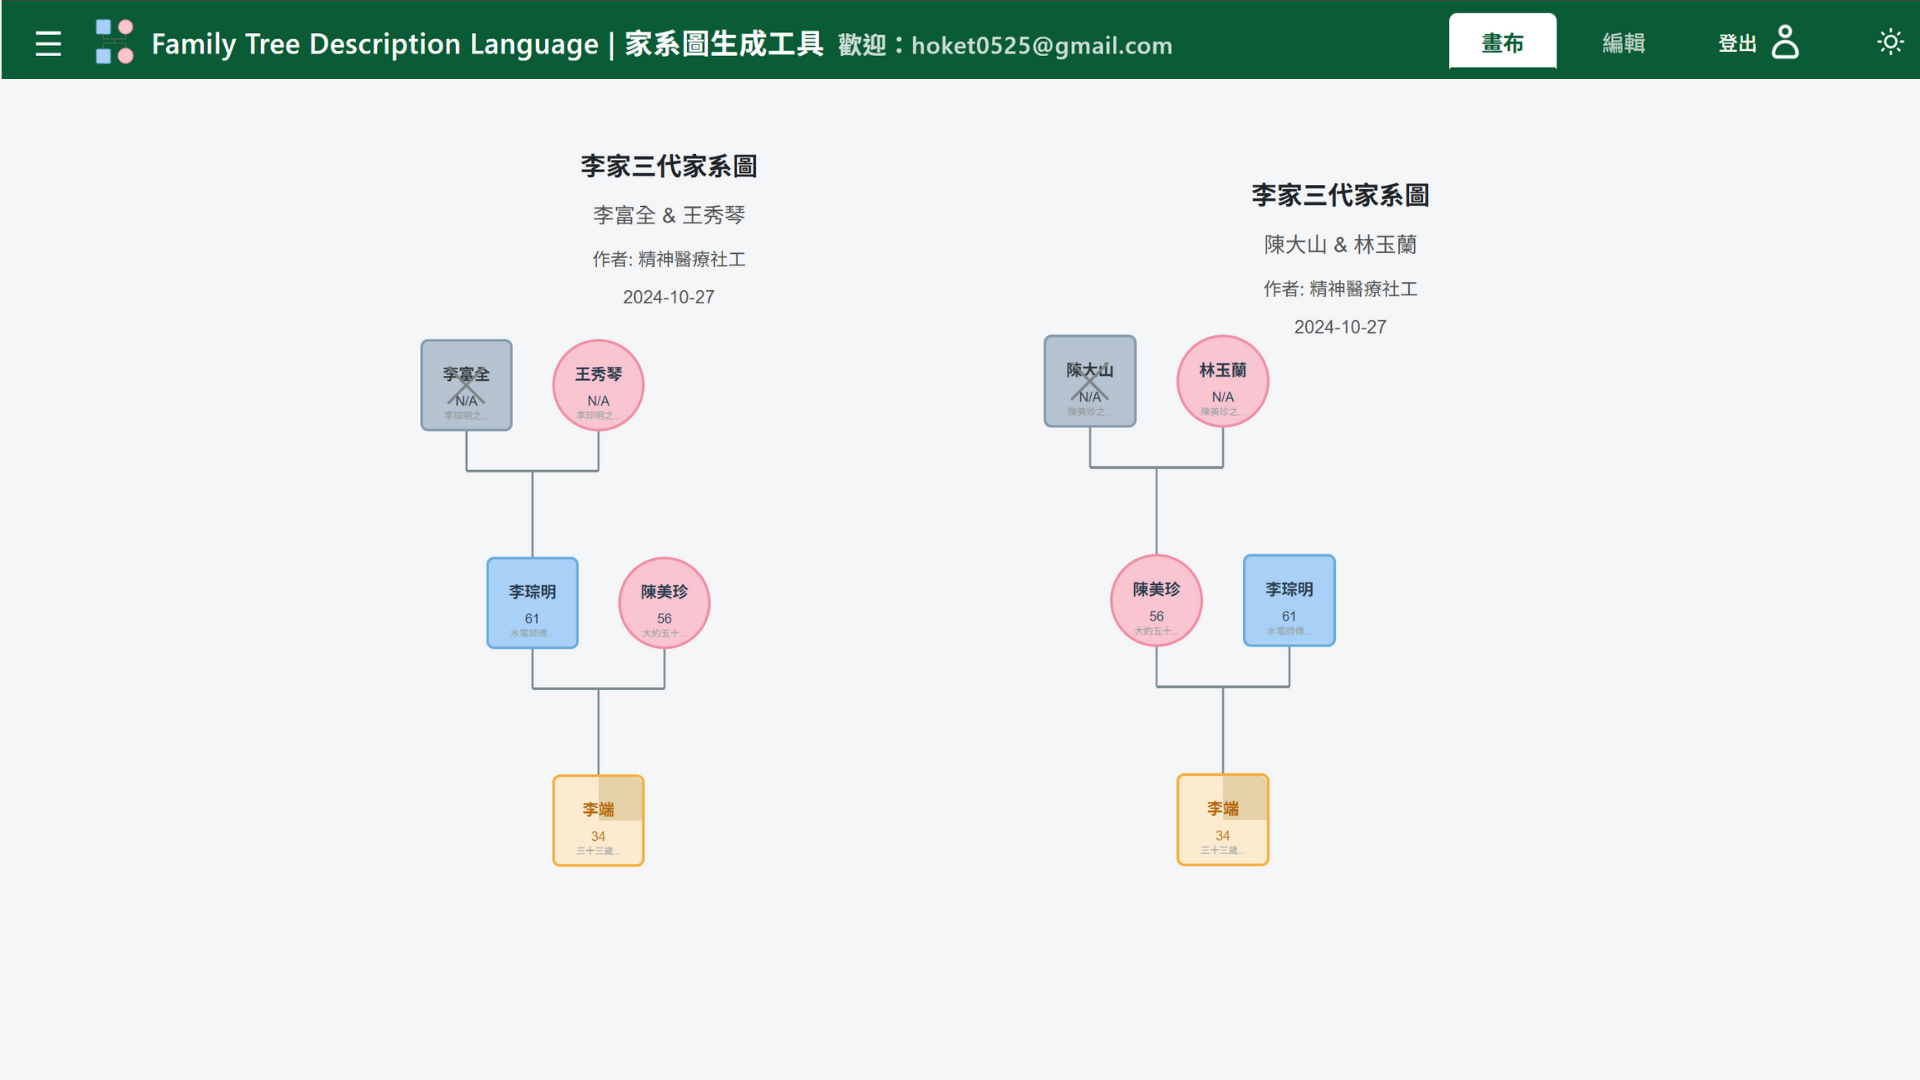 Family Tree Description Language | 家系圖生成工具 歡迎：hoket0525@gmail.com
畫布
編輯
登出
李家三代家系圖
李富全 & 王秀琴
作者: 精神醫療社工
2024-10-27
李富全
N/A
李琮明之...
王秀琴
N/A
李琮明之...
李琮明
61
水電師傅...
陳美珍
56
大約五十...
李端
34
三十三歲...
李家三代家系圖
陳大山 & 林玉蘭
作者: 精神醫療社工
2024-10-27
陳大山
N/A
陳美珍之...
林玉蘭
N/A
陳美珍之...
陳美珍
56
大約五十...
李琮明
61
水電師傅...
李端
34
三十三歲...